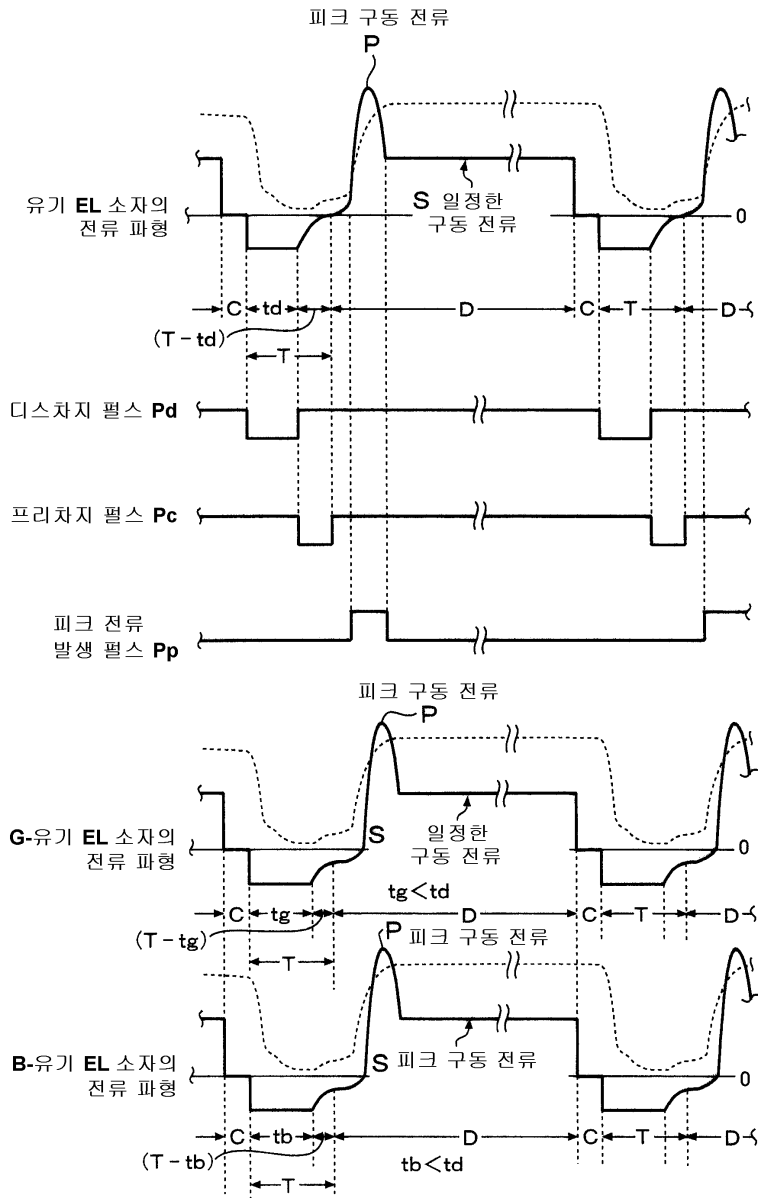 피크 구동 전류
P
유기 EL 소자의
전류 파형
S 일정한
구동 전류
0
C td D C T D
(T-td)
T
디스차지 펄스 Pd
프리차지 펄스 Pc
피크 전류
발생 펄스 Pp
피크 구동 전류
P
G-유기 EL 소자의
전류 파형
S
일정한
구동 전류
0
tg<td
C tg D C T D
(T-tg)
T
P 피크 구동 전류
B-유기 EL 소자의
전류 파형
S 피크 구동 전류
0
C tb D C T D
(T-tb)
tb<td
T